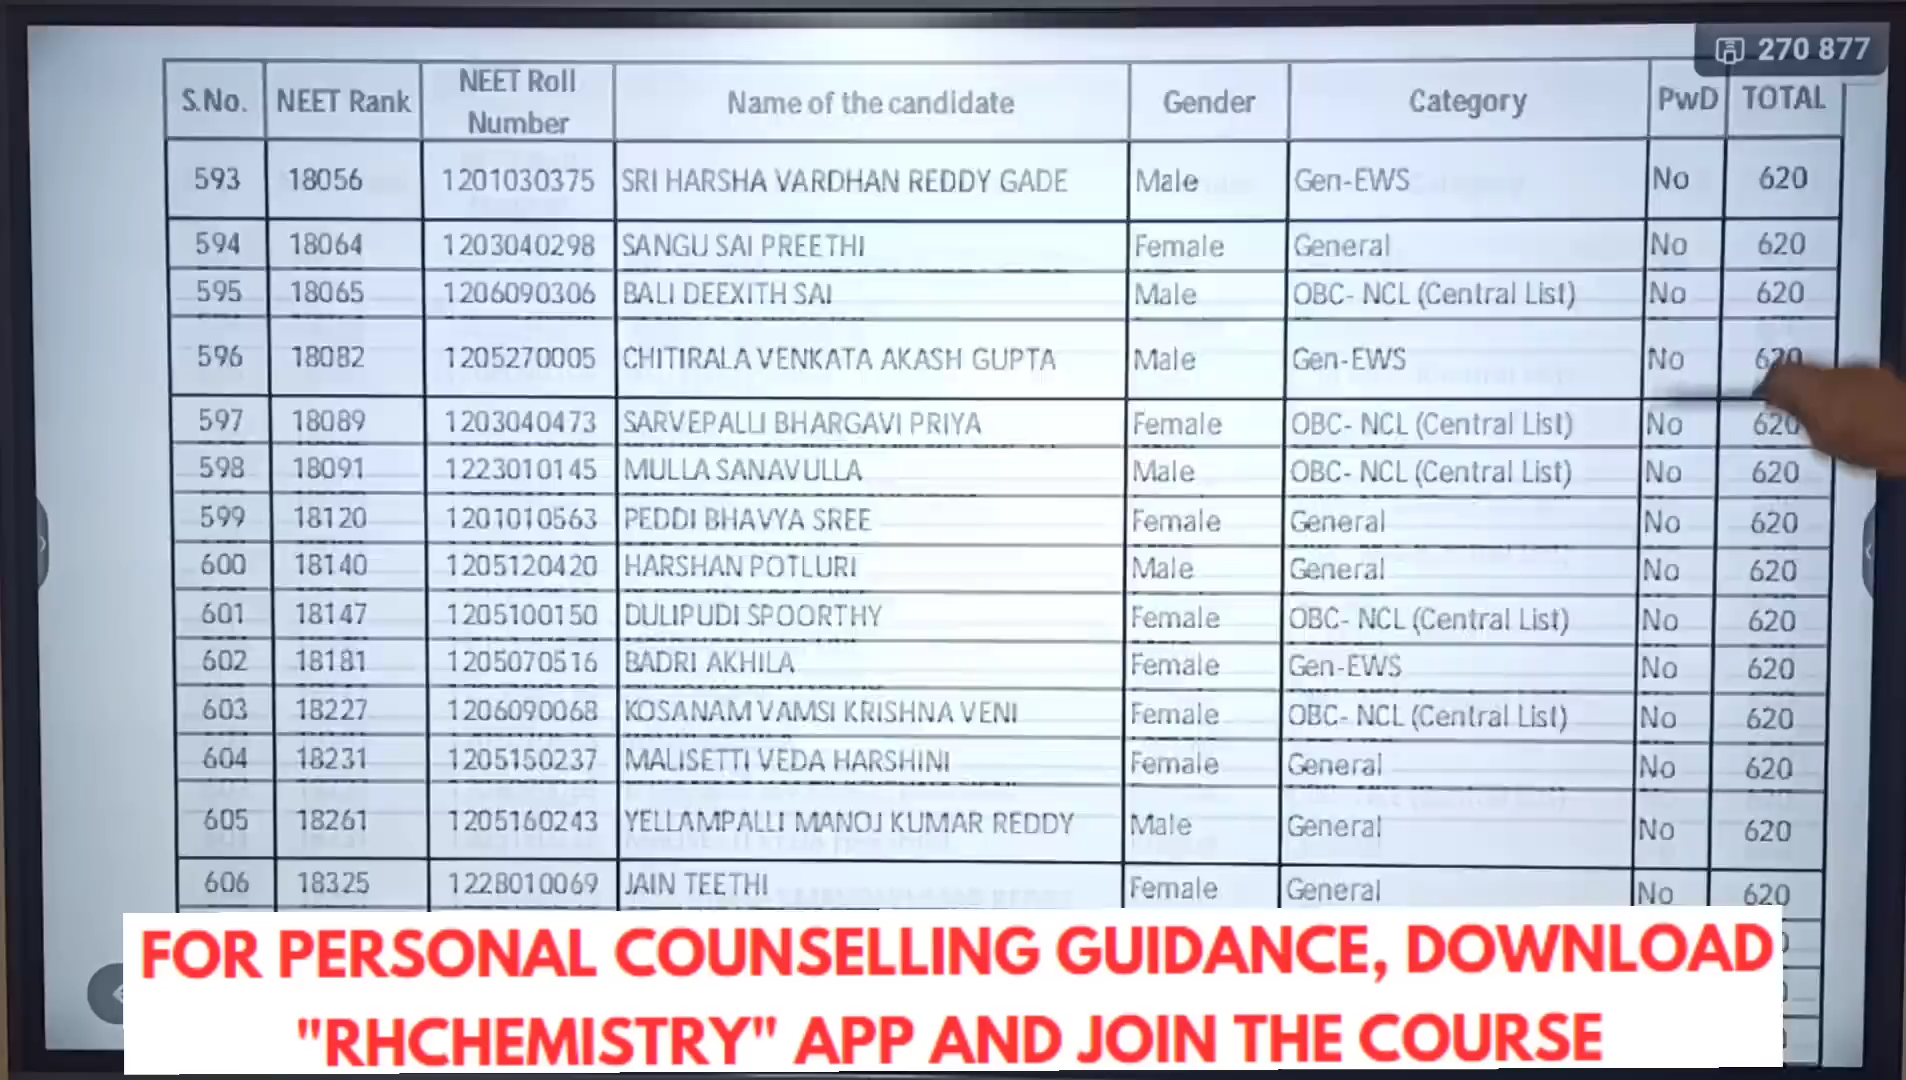 270 877
S.No. NEET Rank NEET Roll Number Name of the candidate Gender Category PwD TOTAL
593 18056 1201030375 SRI HARSHA VARDHAN REDDY GADE Male Gen-EWS No 620
594 18064 1203040298 SANGU SAI PREETHI Female General No 620
595 18065 1206090306 BALI DEEXITH SAI Male OBC- NCL (Central List) No 620
596 18082 1205270005 CHITIRALA VENKATA AKASH GUPTA Male Gen-EWS No 620
597 18089 1203040473 SARVEPALLI BHARGAVI PRIYA Female OBC- NCL (Central List) No 620
598 18091 1223010145 MULLA SANAVULLA Male OBC- NCL (Central List) No 620
599 18120 1201010563 PEDDI BHAVYA SREE Female General No 620
600 18140 1205120420 HARSHAN POTLURI Male General No 620
601 18147 1205100150 DULIPUDI SPOORTHY Female OBC- NCL (Central List) No 620
602 18181 1205070516 BADRI AKHILA Female Gen-EWS No 620
603 18227 1206090068 KOSANAM VAMSI KRISHNA VENI Female OBC- NCL (Central List) No 620
604 18231 1205150237 MALISETTI VEDA HARSHINI Female General No 620
605 18261 1205160243 YELLAMPALLI MANOJ KUMAR REDDY Male General No 620
606 18325 1228010069 JAIN TEETHI Female General No 620
FOR PERSONAL COUNSELLING GUIDANCE, DOWNLOAD
"RHCHEMISTRY" APP AND JOIN THE COURSE